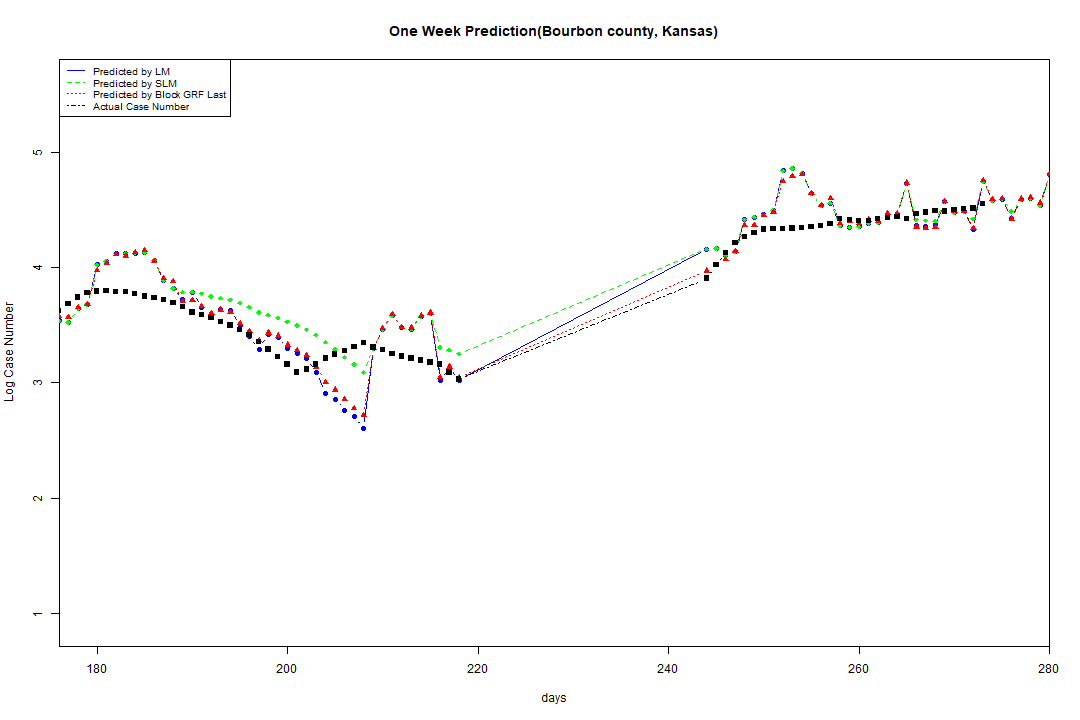 One Week Prediction(Bourbon county, Kansas)
Predicted by LM
Predicted by SLM
Predicted by Block GRF Last
Actual Case Number
5
4
3
2
1
Log Case Number
180 200 220 240 260 280
days